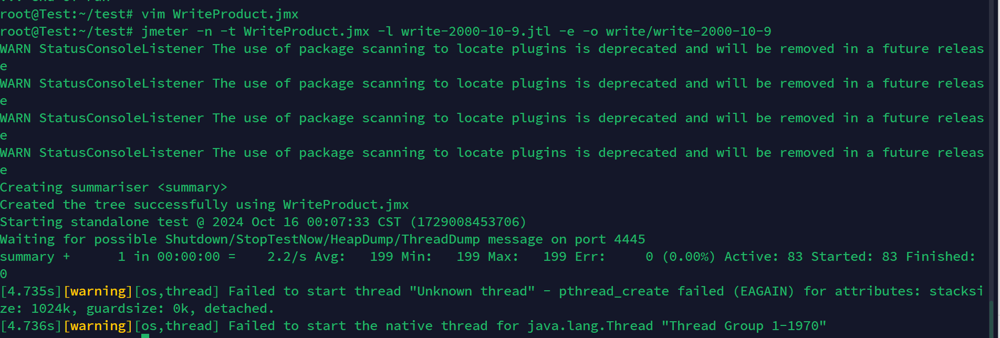 root@Test:~/test# vim WriteProduct.jmx
root@Test:~/test# jmeter -n -t WriteProduct.jmx -l write-2000-10-9.jtl -e -o write/write-2000-10-9
WARN StatusConsoleListener The use of package scanning to locate plugins is deprecated and will be removed in a future releas
e
WARN StatusConsoleListener The use of package scanning to locate plugins is deprecated and will be removed in a future releas
e
WARN StatusConsoleListener The use of package scanning to locate plugins is deprecated and will be removed in a future releas
e
WARN StatusConsoleListener The use of package scanning to locate plugins is deprecated and will be removed in a future releas
e
Creating summariser <summary>
Created the tree successfully using WriteProduct.jmx
Starting standalone test @ 2024 Oct 16 00:07:33 CST (1729008453706)
Waiting for possible Shutdown/StopTestNow/HeapDump/ThreadDump message on port 4445
summary +      1 in 00:00:00 =    2.2/s Avg:   199 Min:   199 Max:   199 Err:     0 (0.00%) Active: 83 Started: 83 Finished:
0
[4.735s][warning][os,thread] Failed to start thread "Unknown thread" - pthread_create failed (EAGAIN) for attributes: stacksi
ze: 1024k, guardsize: 0k, detached.
[4.736s][warning][os,thread] Failed to start the native thread for java.lang.Thread "Thread Group 1-1970"